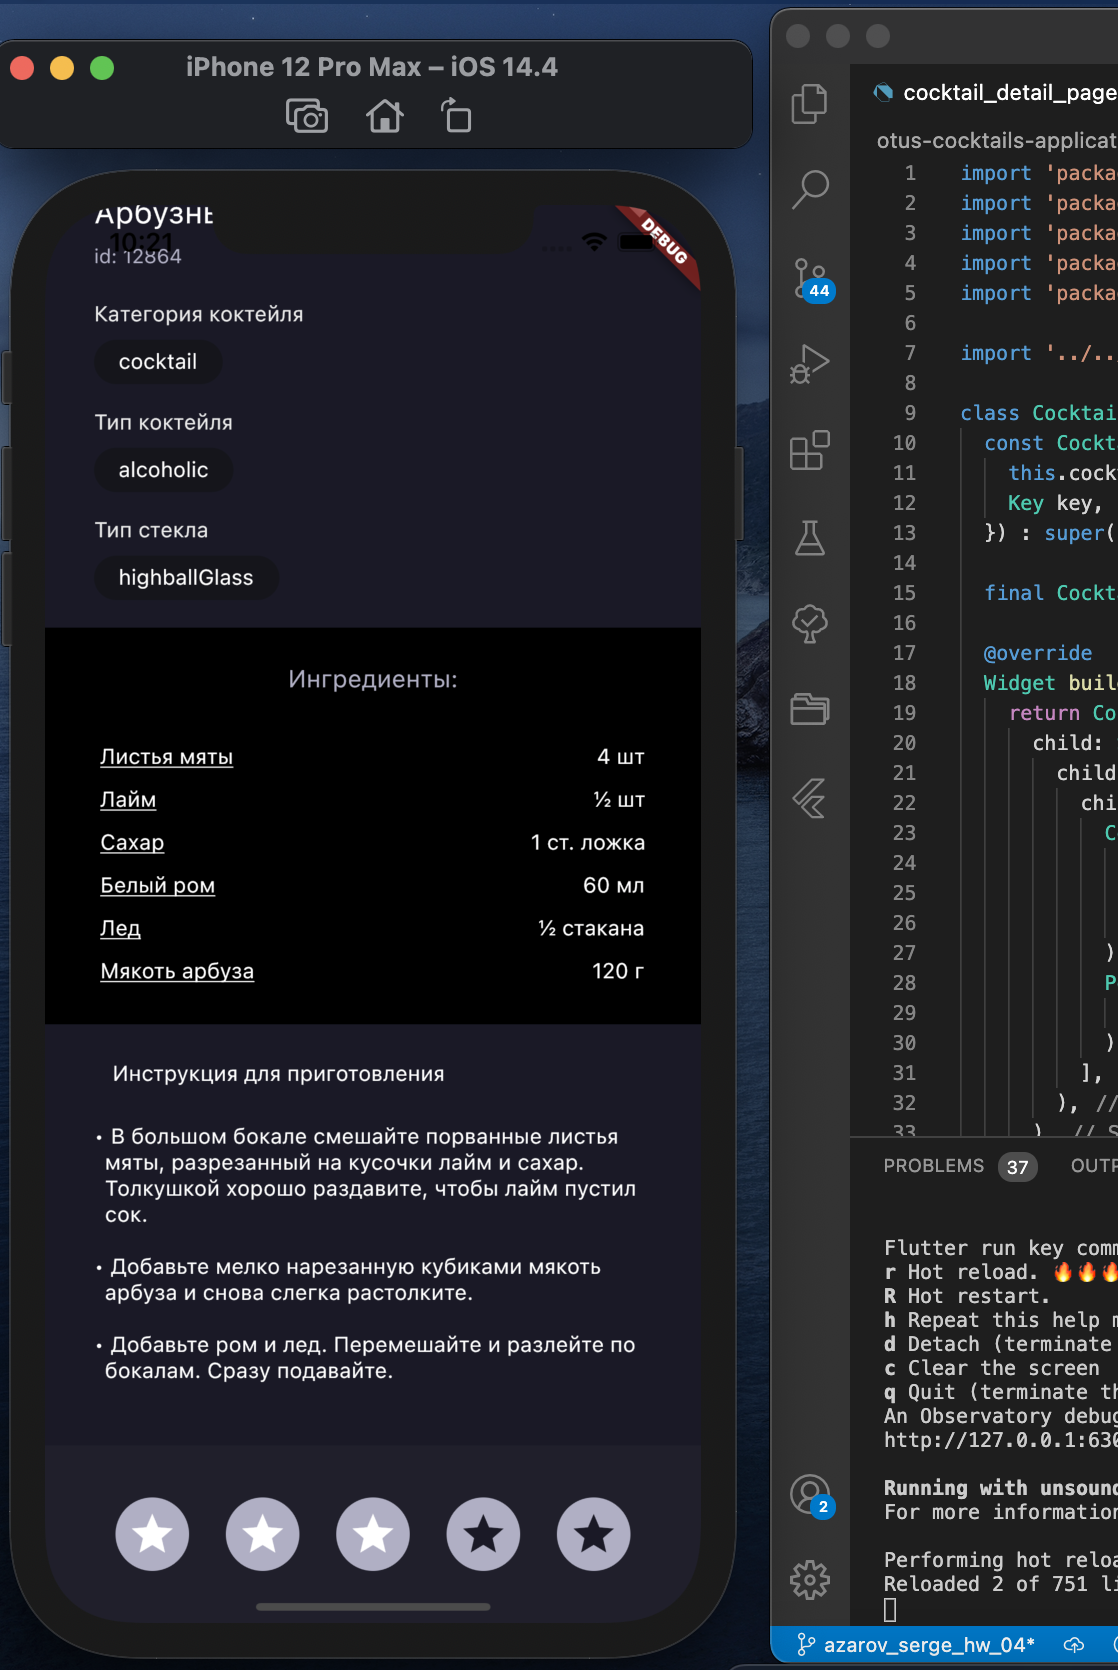 iPhone 12 Pro Max – iOS 14.4
10:21
DEBUG
id: 12864
Категория коктейля
cocktail
Тип коктейля
alcoholic
Тип стекла
highballGlass
Ингредиенты:
Листья мяты 4 шт
Лайм ½ шт
Сахар 1 ст. ложка
Белый ром 60 мл
Лед ½ стакана
Мякоть арбуза 120 г
Инструкция для приготовления
• В большом бокале смешайте порванные листья
мяты, разрезанный на кусочки лайм и сахар.
Толкушкой хорошо раздавите, чтобы лайм пустил
сок.
• Добавьте мелко нарезанную кубиками мякоть
арбуза и снова слегка растолките.
• Добавьте ром и лед. Перемешайте и разлейте по
бокалам. Сразу подавайте.
cocktail_detail_page
otus-cocktails-applicat
1 import 'packa
2 import 'packa
3 import 'packa
4 import 'packa
5 import 'packa
6
7 import '../..
8
9 class Cocktai
10 const Cockt
11 this.cock
12 Key key,
13 }) : super(
14
15 final Cockt
16
17 @override
18 Widget buil
19 return Co
20 child:
21 child
22 chi
23 C
24
25
26
27 )
28 P
29
30 )
31 ],
32 ), //
33 ) // S
44
PROBLEMS 37 OUTP
Flutter run key comm
r Hot reload. 🔥🔥🔥
R Hot restart.
h Repeat this help m
d Detach (terminate
c Clear the screen
q Quit (terminate th
An Observatory debug
http://127.0.0.1:630
Running with unsound
For more information
Performing hot reloa
Reloaded 2 of 751 li
2
azarov_serge_hw_04*